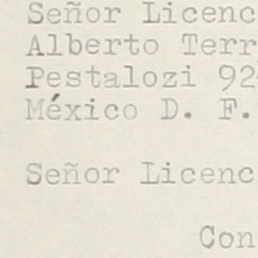 Señor Licenc
Alberto Terr
Pestalozi 92
México D. F.
Señor Licenc
Con